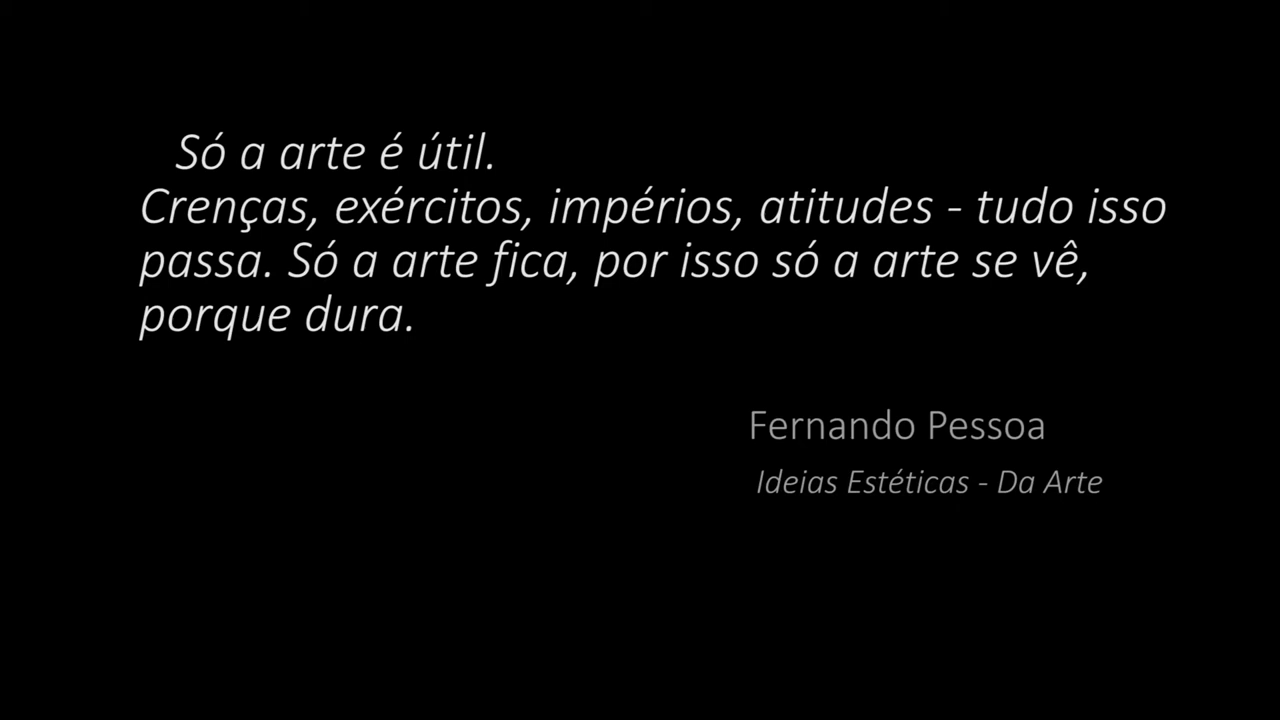 Só a arte é útil.
Crenças, exércitos, impérios, atitudes - tudo isso
passa. Só a arte fica, por isso só a arte se vê,
porque dura.
Fernando Pessoa
Ideias Estéticas - Da Arte